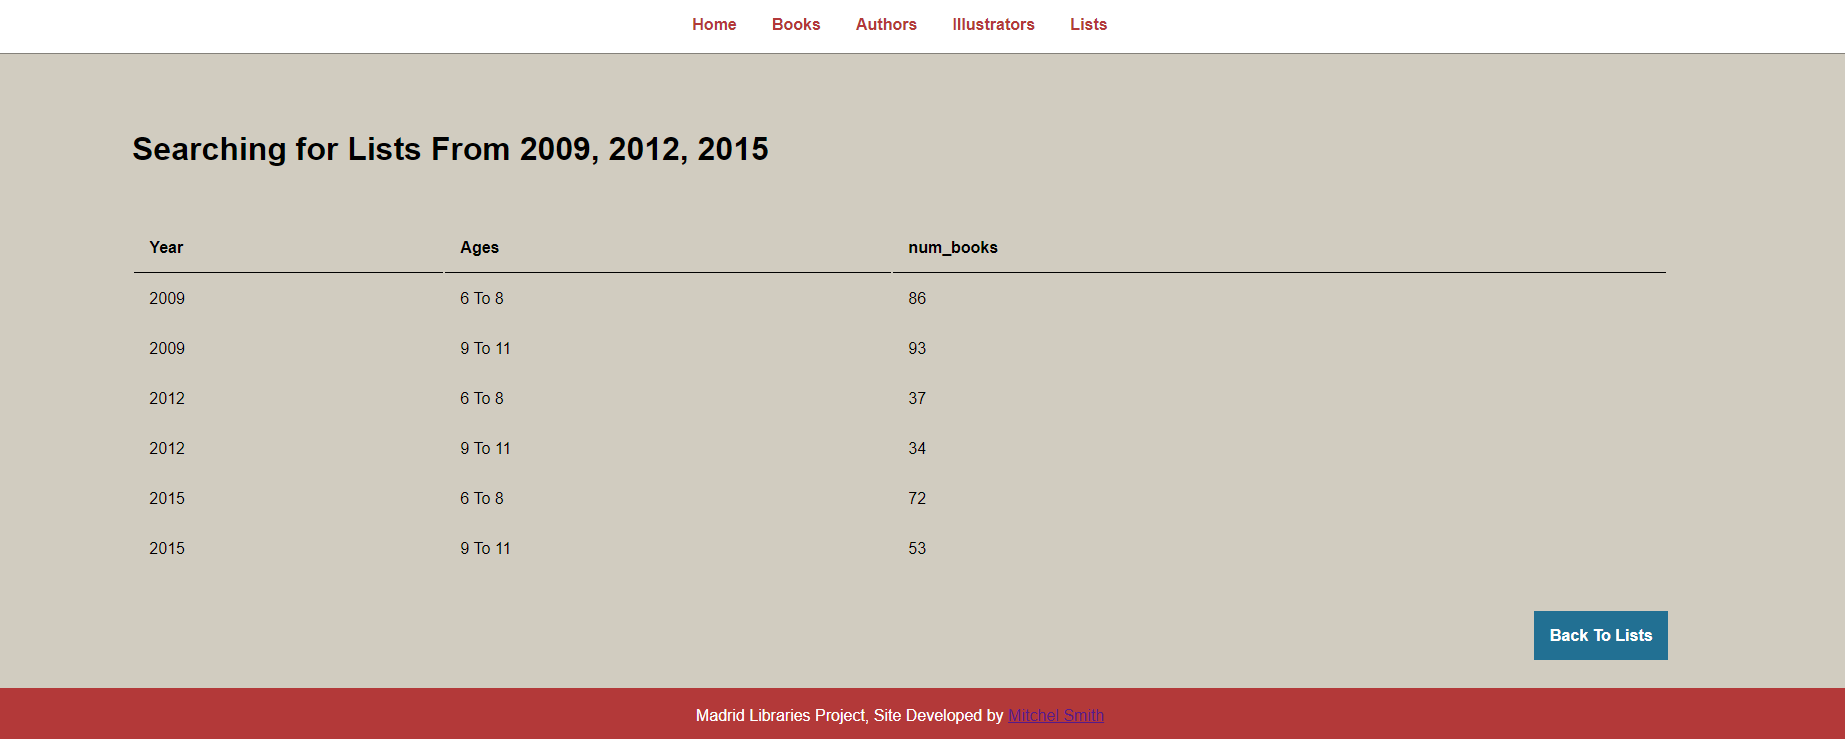 Home Books Authors Illustrators Lists
Searching for Lists From 2009, 2012, 2015
Year Ages num_books
2009 6 To 8 86
2009 9 To 11 93
2012 6 To 8 37
2012 9 To 11 34
2015 6 To 8 72
2015 9 To 11 53
Back To Lists
Madrid Libraries Project, Site Developed by Mitchel Smith